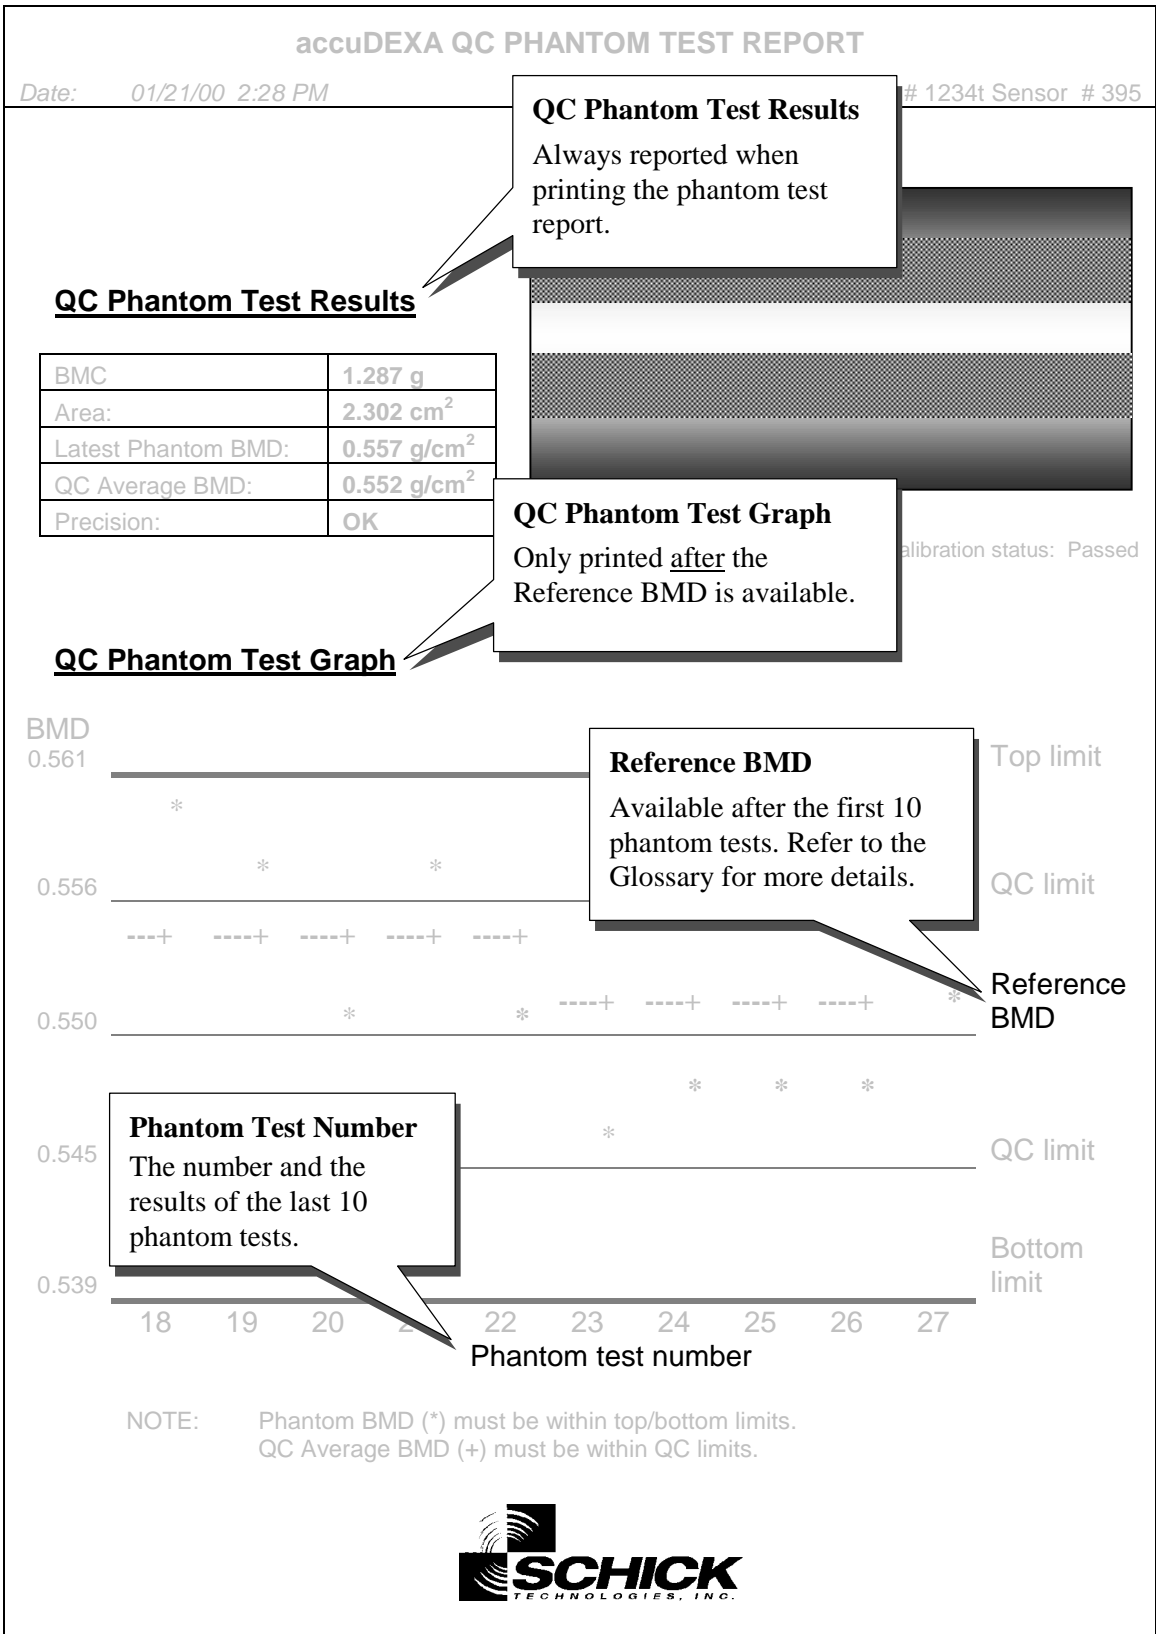 accuDEXA QC PHANTOM TEST REPORT
Date: 01/21/00 2:28 PM
# 1234t Sensor # 395
QC Phantom Test Results
Always reported when
printing the phantom test
report.
QC Phantom Test Results
BMC 1.287 g
Area: 2.302 cm²
Latest Phantom BMD: 0.557 g/cm²
QC Average BMD: 0.552 g/cm²
Precision: OK
QC Phantom Test Graph
Only printed after the
Reference BMD is available.
alibration status: Passed
QC Phantom Test Graph
BMD
0.561
Top limit
Reference BMD
Available after the first 10
phantom tests. Refer to the
Glossary for more details.
*
* *
0.556
QC limit
---+ ----+ ----+ ----+ ----+
----+ ----+ ----+ ----+ *
Reference
BMD
0.550 * *
* * *
Phantom Test Number
The number and the
results of the last 10
phantom tests.
*
0.545
QC limit
Bottom
limit
0.539
18 19 20 2 22 23 24 25 26 27
Phantom test number
NOTE: Phantom BMD (*) must be within top/bottom limits.
QC Average BMD (+) must be within QC limits.
SCHICK
TECHNOLOGIES, INC.